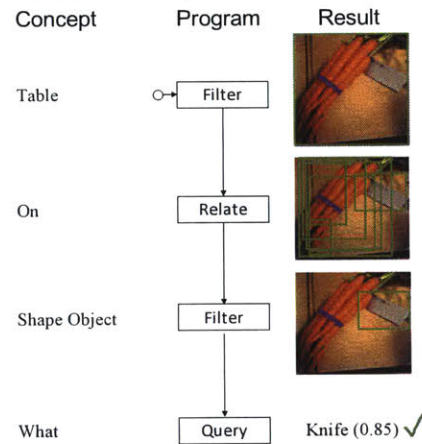 Concept Program Result
Table Filter
On Relate
Shape Object Filter
What Query Knife (0.85) ✓